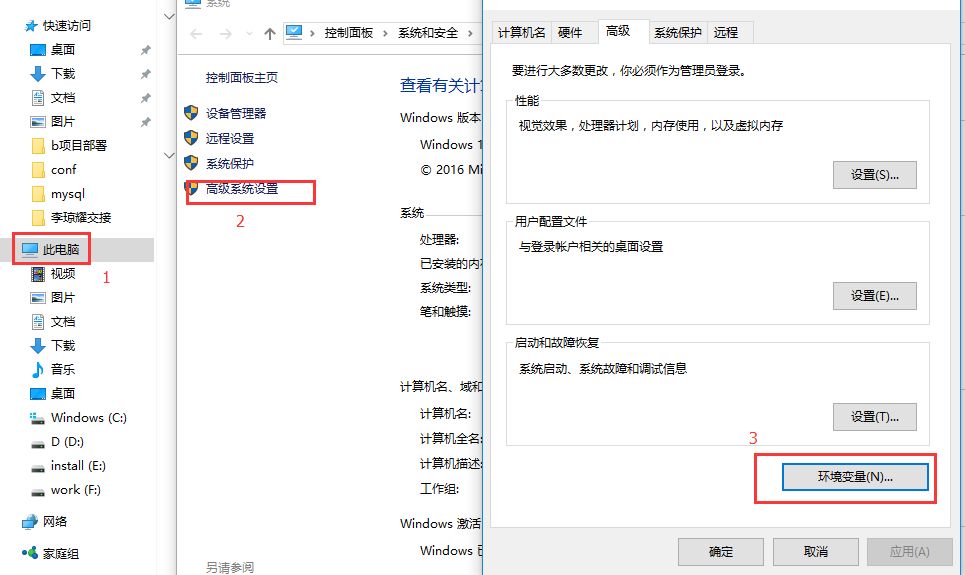 快速访问
桌面
下载
文档
图片
b项目部署
conf
mysql
李琼耀交接
此电脑
1
视频
图片
文档
下载
音乐
桌面
Windows (C:)
D (D:)
install (E:)
work (F:)
网络
家庭组
系统
控制面板 > 系统和安全 >
控制面板主页
设备管理器
远程设置
系统保护
高级系统设置
2
另请参阅
查看有关计
Windows 版本
Windows 1
© 2016 Mi
系统
处理器:
已安装的内
系统类型:
笔和触摸:
计算机名、域和
计算机名:
计算机全名:
计算机描述:
工作组:
Windows 激活
Windows 已
计算机名 硬件 高级 系统保护 远程
要进行大多数更改，你必须作为管理员登录。
性能
视觉效果，处理器计划，内存使用，以及虚拟内存
设置(S)...
用户配置文件
与登录帐户相关的桌面设置
设置(E)...
启动和故障恢复
系统启动、系统故障和调试信息
设置(T)...
3
环境变量(N)...
确定 取消 应用(A)